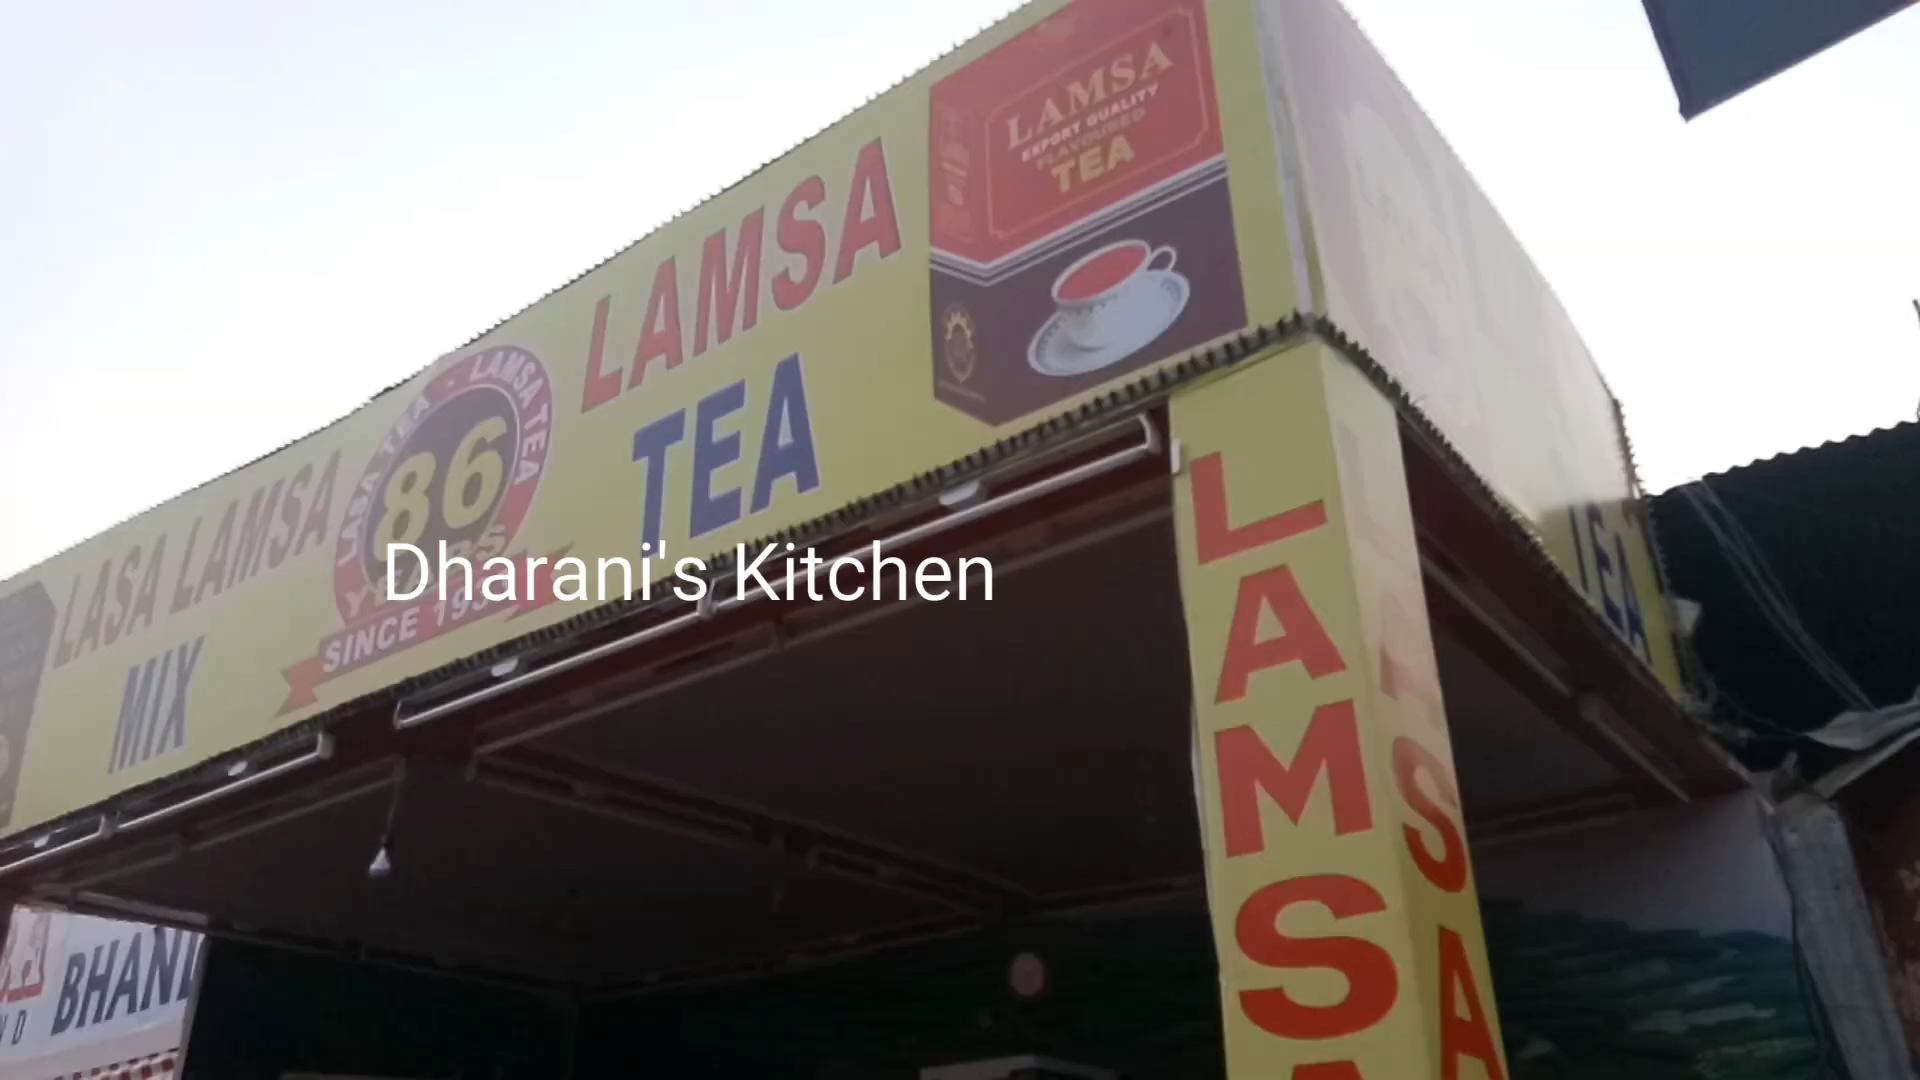 LAMSA
EXPORT QUALITY
FLAVOURED
TEA
LAMSA
TEA
LASA TEA · LAMSA TEA
86
SINCE
LASA LAMSA
MIX
Dharani's Kitchen
LAMSA
TEA
BHAN